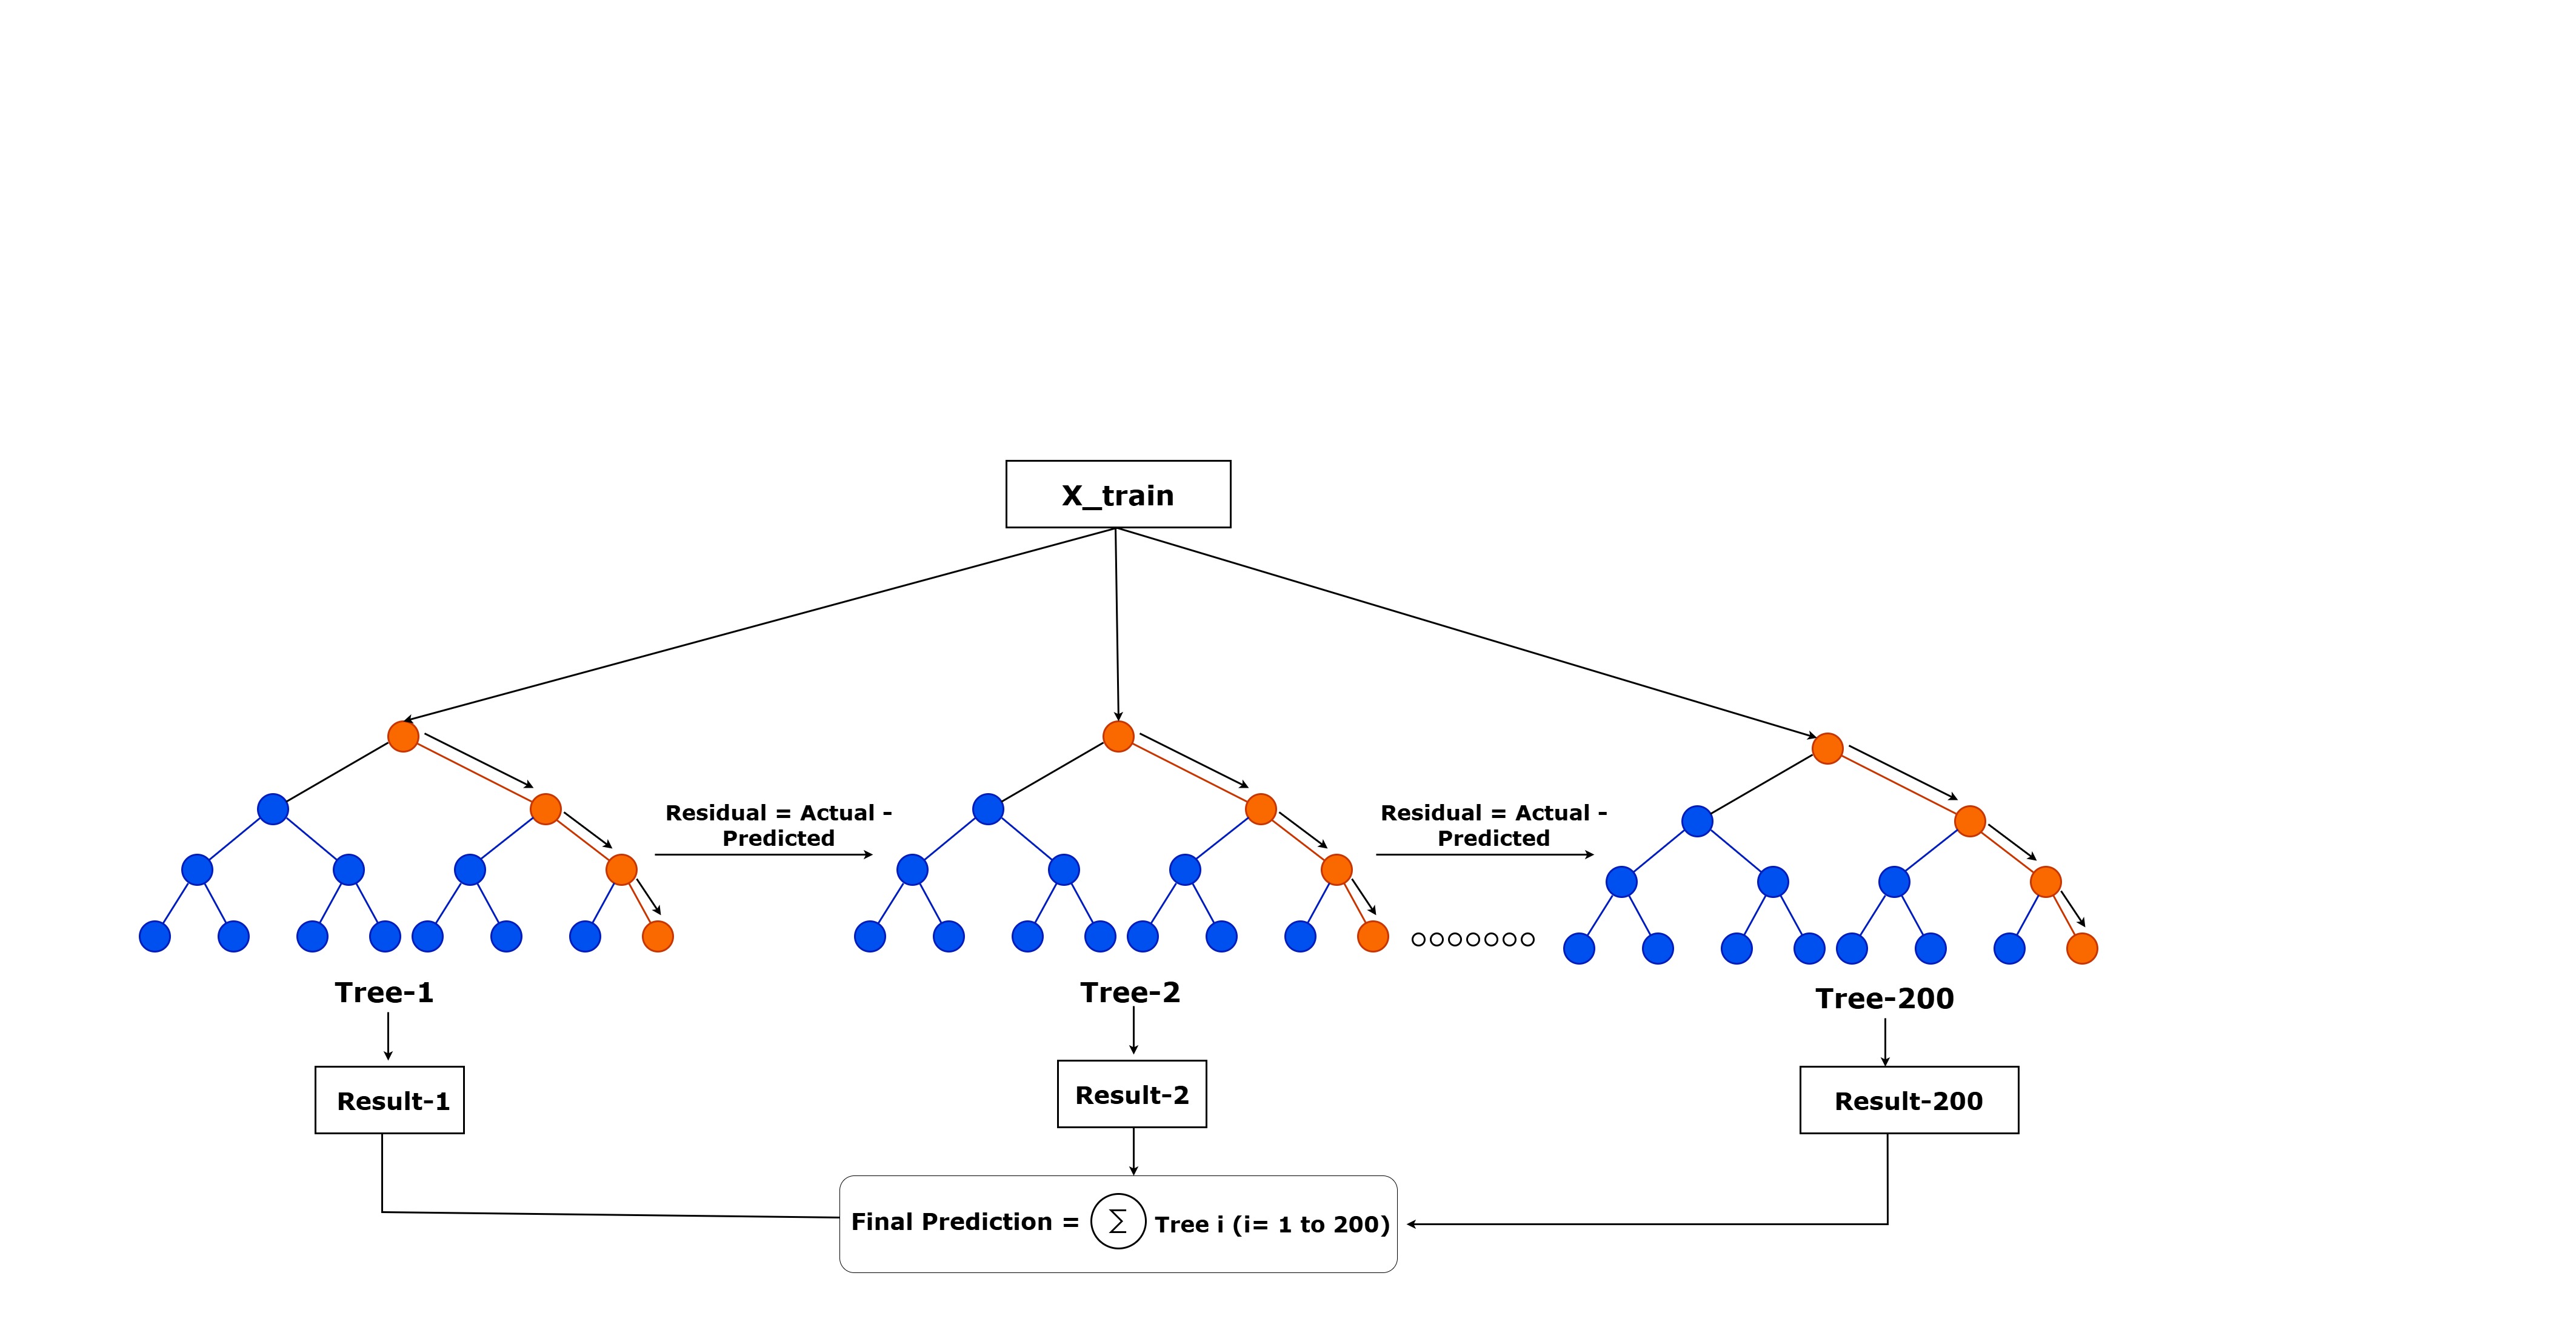 X_train
Residual = Actual -
Predicted
Residual = Actual -
Predicted
Tree-1
Tree-2
Tree-200
Result-1
Result-2
Result-200
Final Prediction = ∑ Tree i (i= 1 to 200)